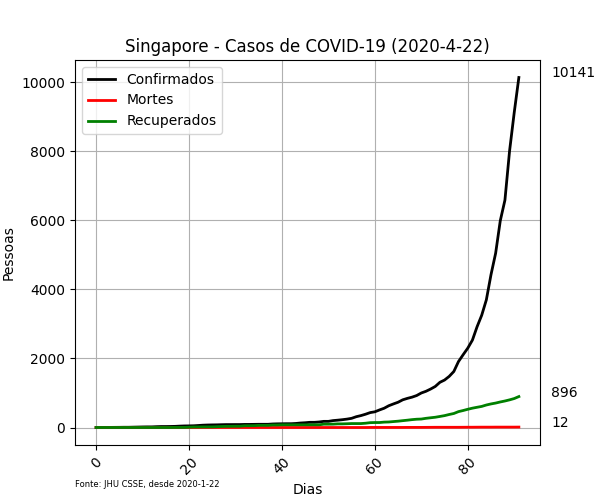 Singapore - Casos de COVID-19 (2020-4-22)
Confirmados
Mortes
Recuperados
10141
896
12
10000
8000
6000
4000
2000
0
Pessoas
0
20
40
60
80
Dias
Fonte: JHU CSSE, desde 2020-1-22